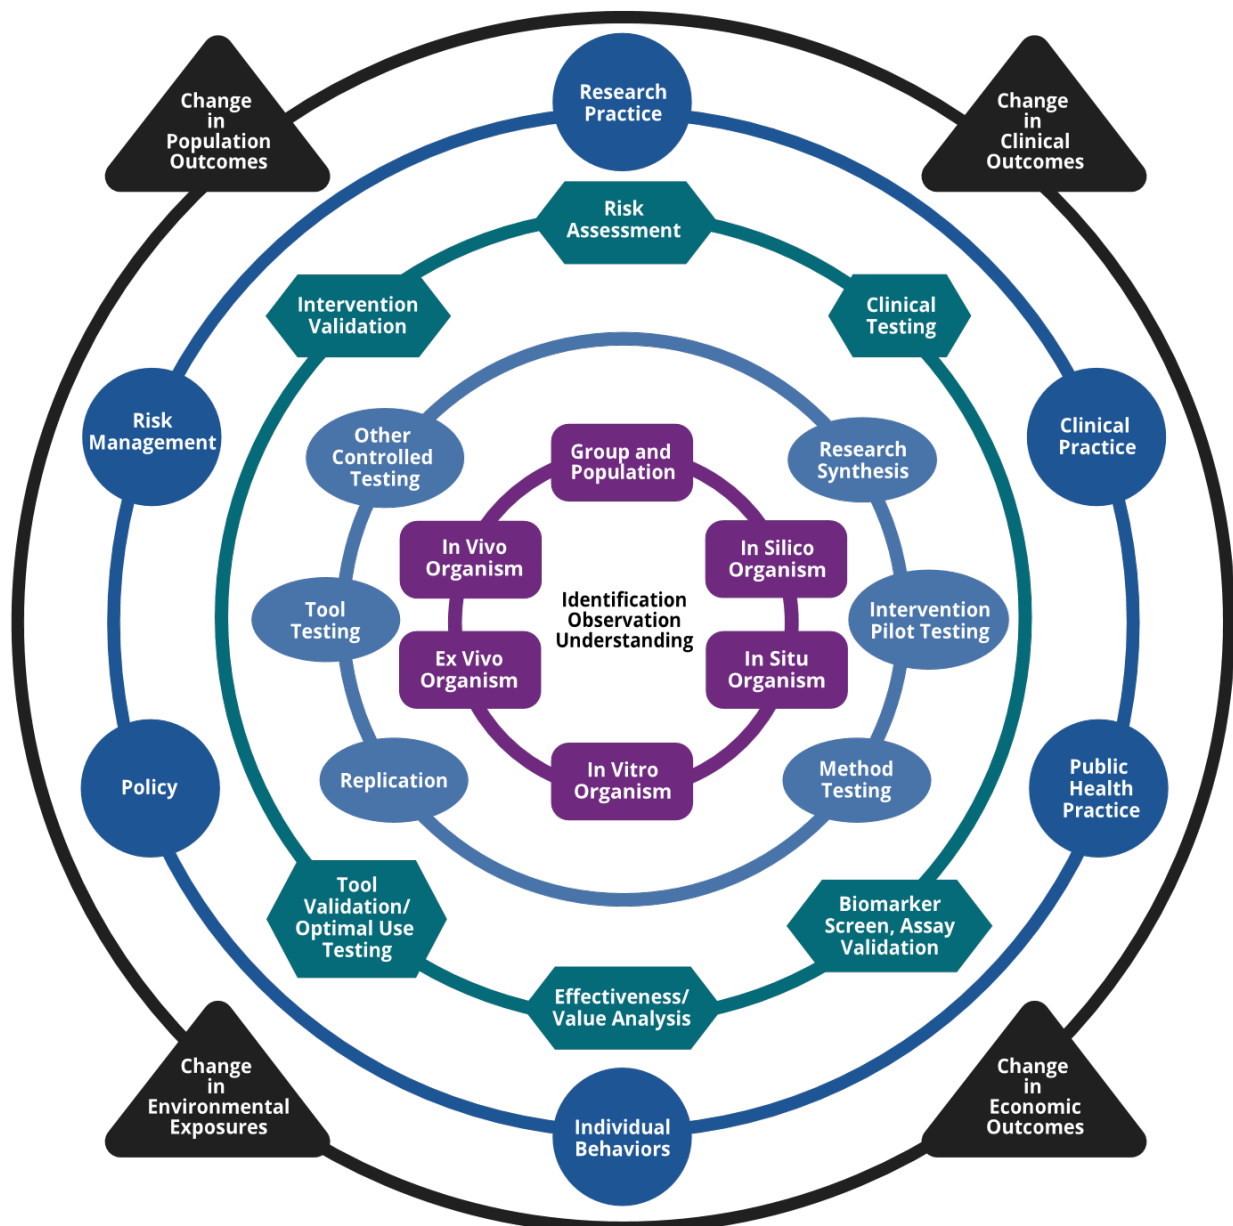 Research
Practice
Change
in
Population
Outcomes
Change
in
Clinical
Outcomes
Risk
Assessment
Intervention
Validation
Clinical
Testing
Risk
Management
Other
Controlled
Testing
Group and
Population
Research
Synthesis
Clinical
Practice
In Vivo
Organism
In Silico
Organism
Identification
Observation
Understanding
Tool
Testing
Intervention
Pilot Testing
Ex Vivo
Organism
In Situ
Organism
Policy
Replication
In Vitro
Organism
Method
Testing
Public
Health
Practice
Tool
Validation/
Optimal Use
Testing
Biomarker
Screen, Assay
Validation
Effectiveness/
Value Analysis
Change
in
Environmental
Exposures
Individual
Behaviors
Change
in
Economic
Outcomes